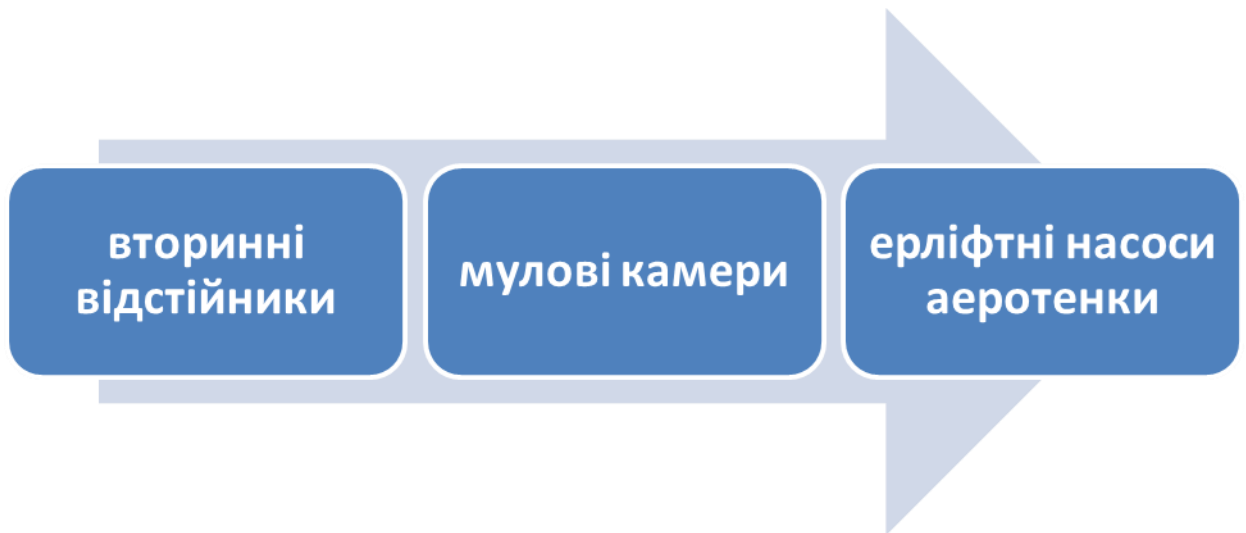 вторинні
відстійники
мулові камери
ерліфтні насоси
аеротенки